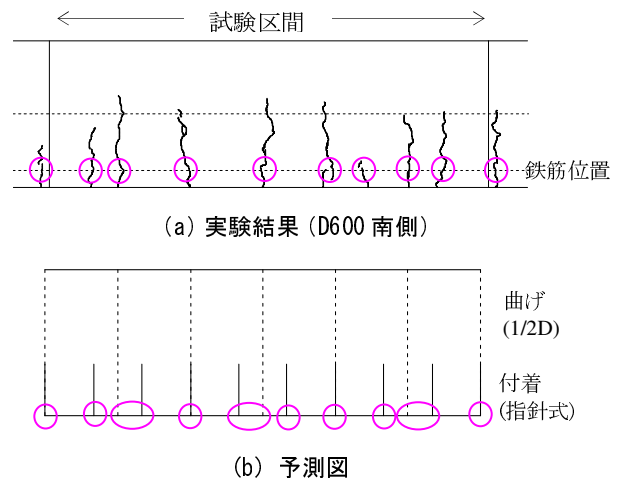 試験区間
鉄筋位置
(a) 実験結果 (D600 南側)
曲げ
(1/2D)
付着
(指針式)
(b) 予測図